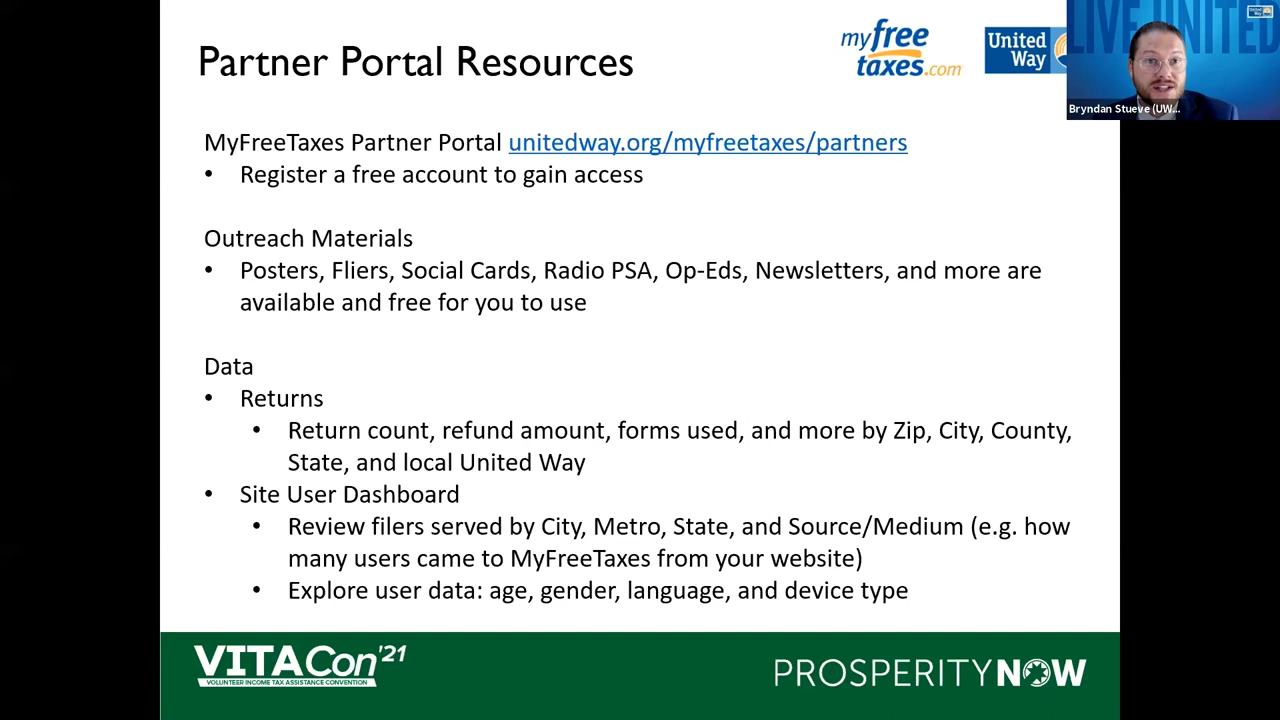 Partner Portal Resources
my free
taxes.com
United
Way
LIVE UNITED
United
Way
Bryndan Stueve (UW...
MyFreeTaxes Partner Portal unitedway.org/myfreetaxes/partners
• Register a free account to gain access
Outreach Materials
• Posters, Fliers, Social Cards, Radio PSA, Op-Eds, Newsletters, and more are
available and free for you to use
Data
• Returns
• Return count, refund amount, forms used, and more by Zip, City, County,
State, and local United Way
• Site User Dashboard
• Review filers served by City, Metro, State, and Source/Medium (e.g. how
many users came to MyFreeTaxes from your website)
• Explore user data: age, gender, language, and device type
VITACon'21
VOLUNTEER INCOME TAX ASSISTANCE CONVENTION
PROSPERITY NOW